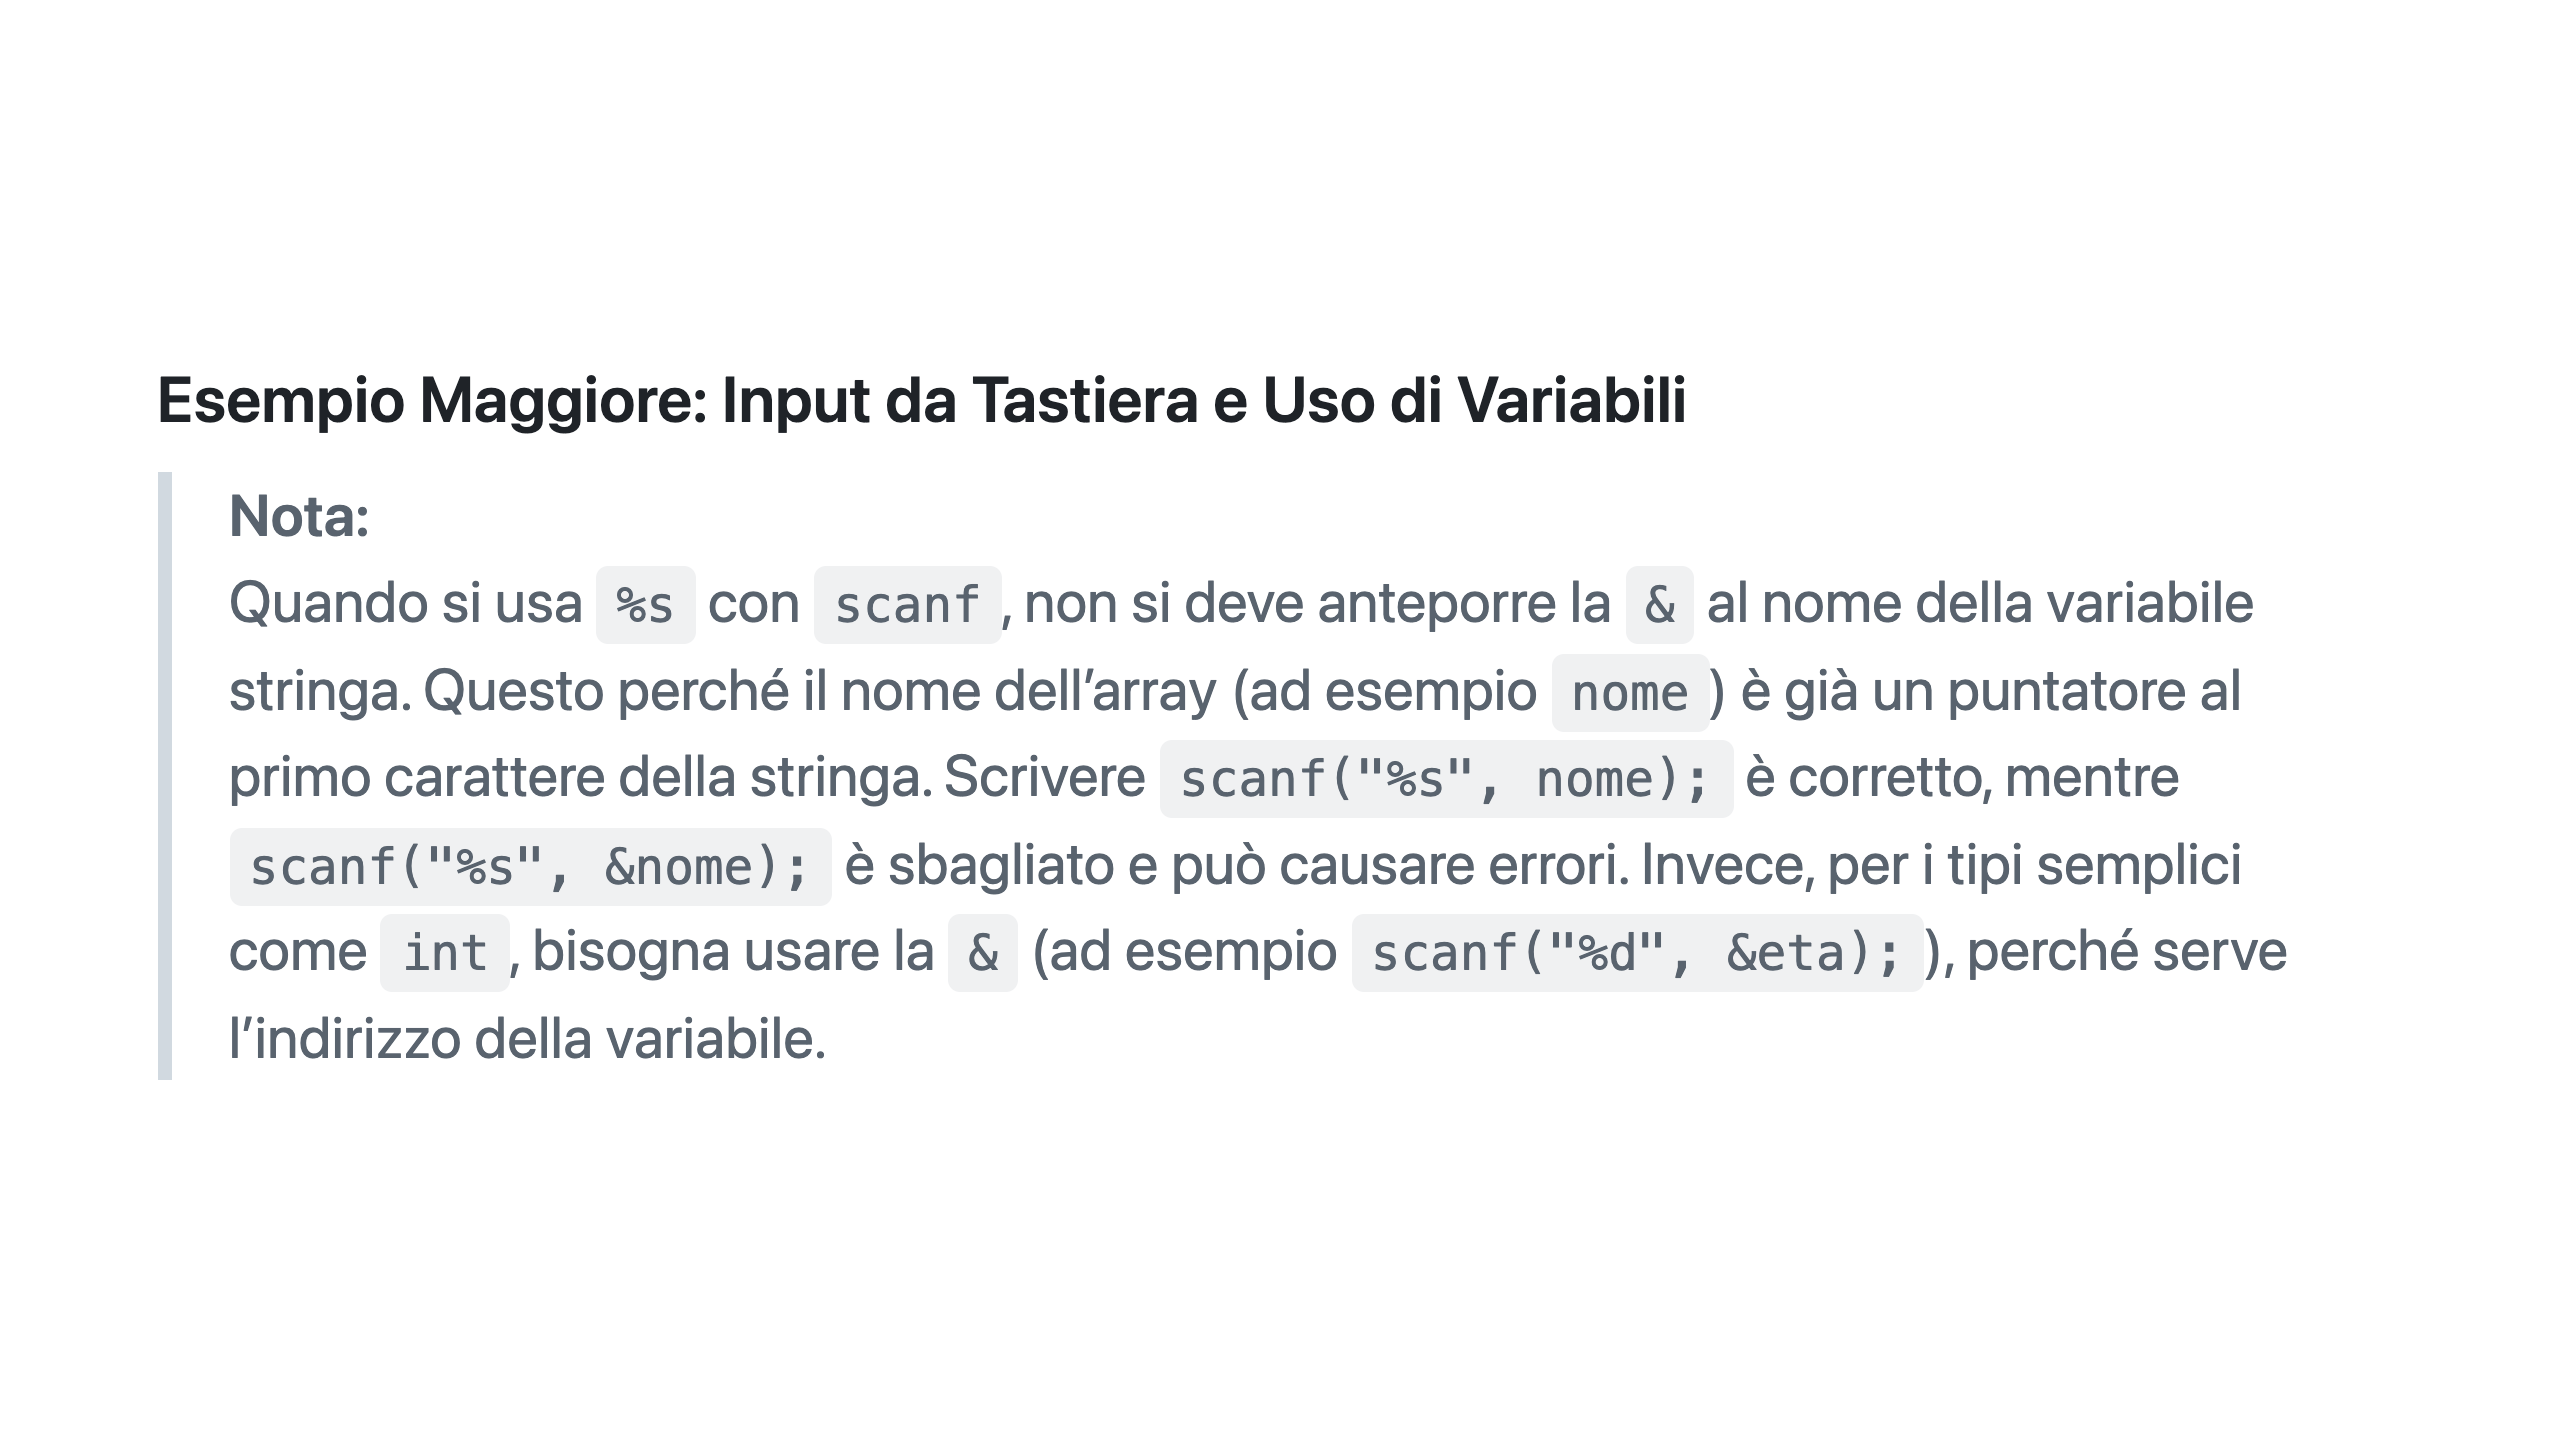 Esempio Maggiore: Input da Tastiera e Uso di Variabili
Nota:
Quando si usa %s con scanf, non si deve anteporre la & al nome della variabile
stringa. Questo perché il nome dell’array (ad esempio nome) è già un puntatore al
primo carattere della stringa. Scrivere scanf("%s", nome); è corretto, mentre
scanf("%s", &nome); è sbagliato e può causare errori. Invece, per i tipi semplici
come int, bisogna usare la & (ad esempio scanf("%d", &eta);), perché serve
l’indirizzo della variabile.